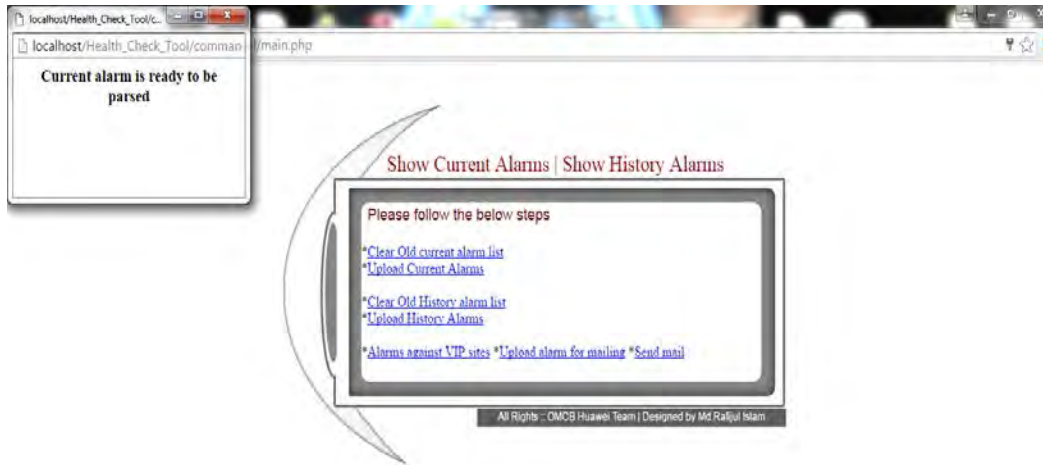 localhost/Health_Check_Tool/c...
localhost/Health_Check_Tool/comman
l/main.php
Current alarm is ready to be
parsed
Show Current Alarms | Show History Alarms
Please follow the below steps
*Clear Old current alarm list
*Upload Current Alarms
*Clear Old History alarm list
*Upload History Alarms
*Alarms against VIP sites *Upload alarm for mailing *Send mail
All Rights :: OMCB Huawei Team | Designed by Md Rafijul Islam